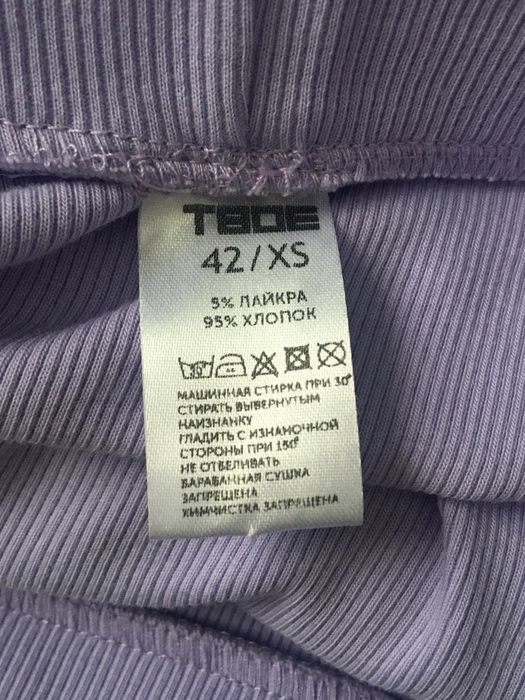 ТВОЕ
42/XS
5% ЛАЙКРА
95% ХЛОПОК
МАШИННАЯ СТИРКА ПРИ 30°
СТИРАТЬ ВЫВЕРНУТЫМ
НАИЗНАНКУ
ГЛАДИТЬ С ИЗНАНОЧНОЙ
СТОРОНЫ ПРИ 150°
НЕ ОТБЕЛИВАТЬ
БАРАБАННАЯ СУШКА
ЗАПРЕЩЕНА
ХИМЧИСТКА ЗАПРЕЩЕНА